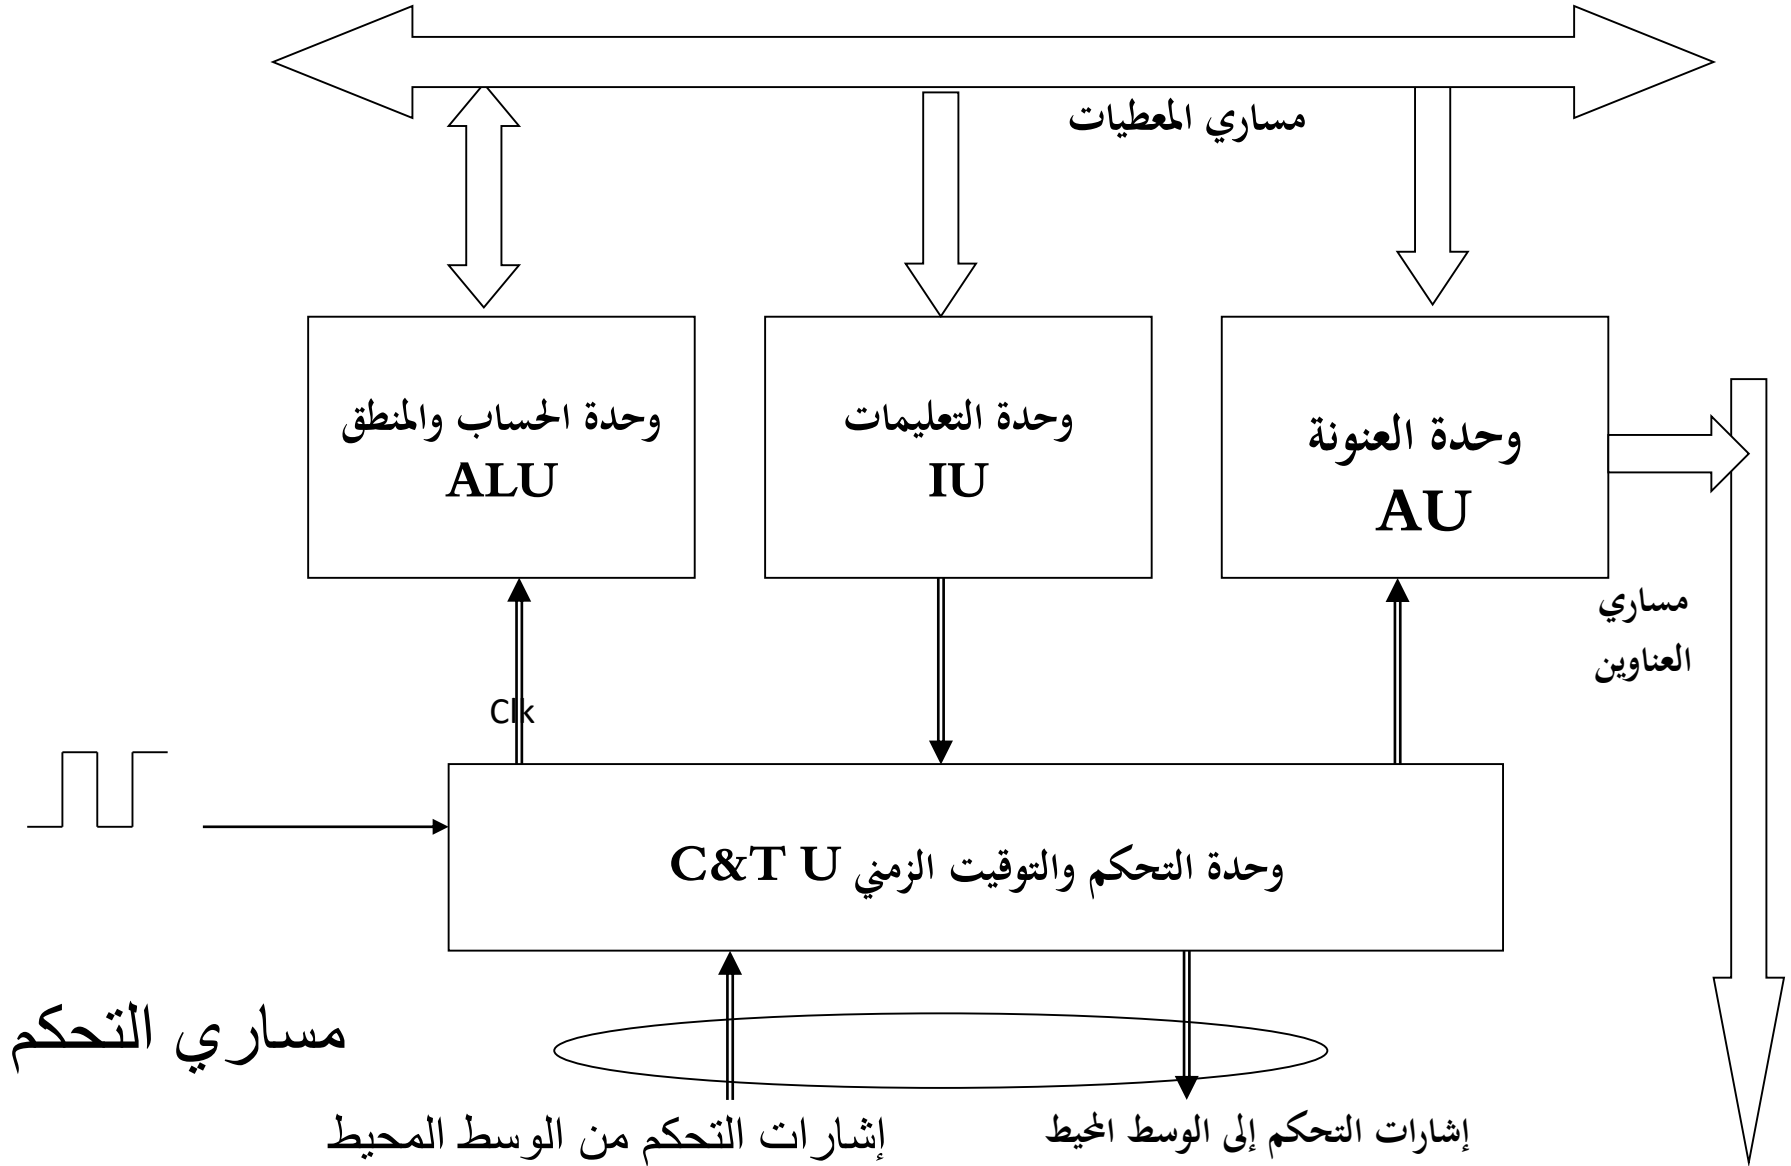 مساري المعطيات
وحدة العنونة
AU
وحدة التعليمات
IU
وحدة الحساب والمنطق
ALU
مساري
العناوين
Clk
وحدة التحكم والتوقيت الزمني C&T U
مساري التحكم
إشارات التحكم إلى الوسط المحيط
إشارات التحكم من الوسط المحيط